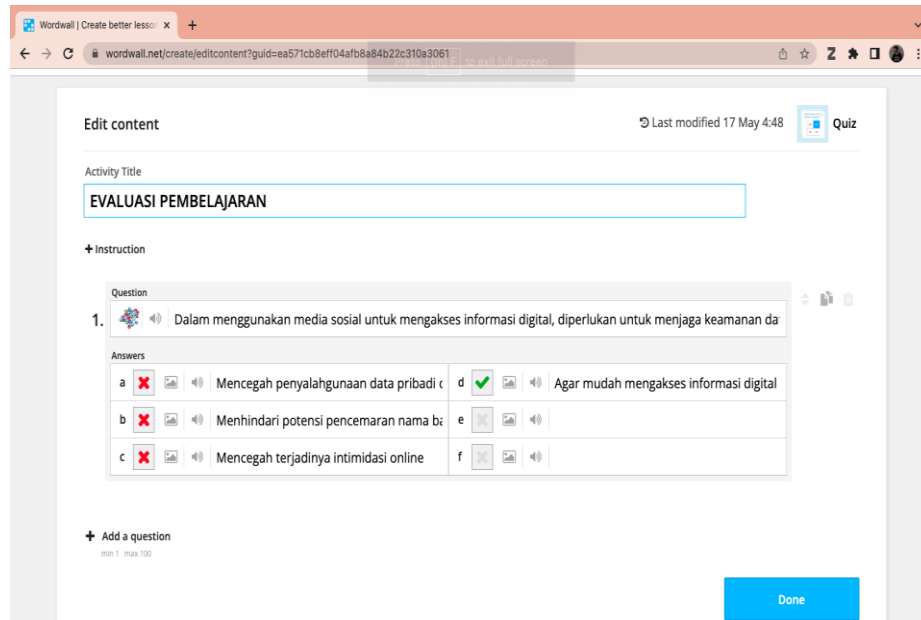 Wordwall | Create better lesson
wordwall.net/create/editcontent?guid=ea571cb8eff04afb8a84b22c310a3061
to exit full screen
Edit content
Last modified 17 May 4:48
Quiz
Activity Title
EVALUASI PEMBELAJARAN
+ Instruction
Question
1. Dalam menggunakan media sosial untuk mengakses informasi digital, diperlukan untuk menjaga keamanan da
Answers
a Mencegah penyalahgunaan data pribadi
d Agar mudah mengakses informasi digital
b Menhindari potensi pencemaran nama ba
e
c Mencegah terjadinya intimidasi online
f
+ Add a question
min 1 max 100
Done